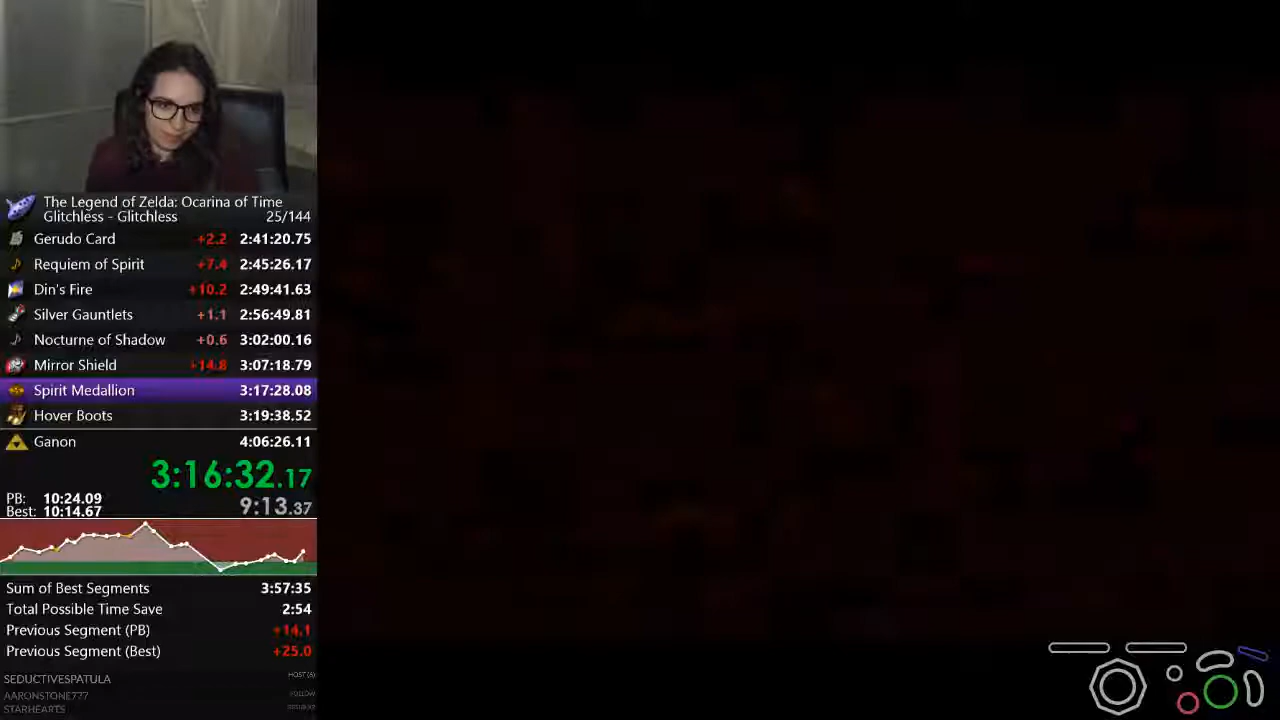 The Legend of Zelda: Ocarina of Time
Glitchless - Glitchless 25/144
Gerudo Card +2.2 2:41:20.75
Requiem of Spirit +7.4 2:45:26.17
Din's Fire +10.2 2:49:41.63
Silver Gauntlets +1.1 2:56:49.81
Nocturne of Shadow +0.6 3:02:00.16
Mirror Shield +14.8 3:07:18.79
Spirit Medallion 3:17:28.08
Hover Boots 3:19:38.52
Ganon 4:06:26.11
3:16:32.17
PB: 10:24.09
Best: 10:14.67
9:13.37
Sum of Best Segments 3:57:35
Total Possible Time Save 2:54
Previous Segment (PB) +14.1
Previous Segment (Best) +25.0
SEDUCTIVESPATULA
AARONSTONE777 FOLLOW
STARHEARTS